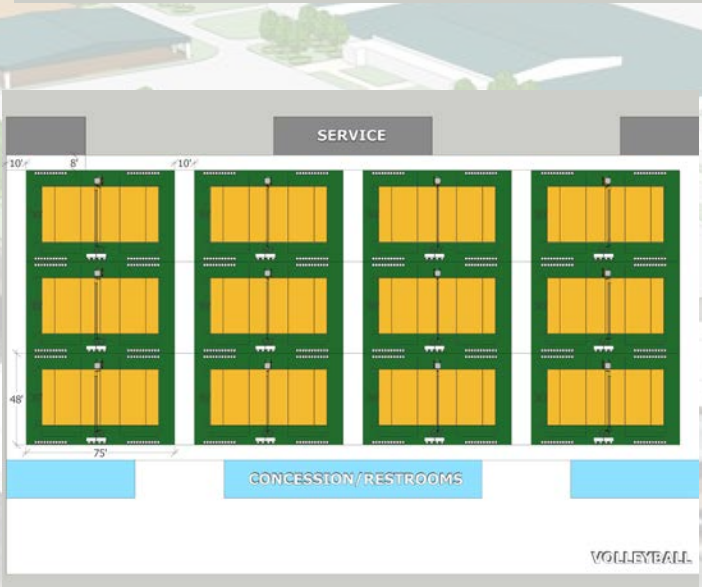 SERVICE
10' 8' 10'
48'
75'
CONCESSION/RESTROOMS
VOLLEYBALL